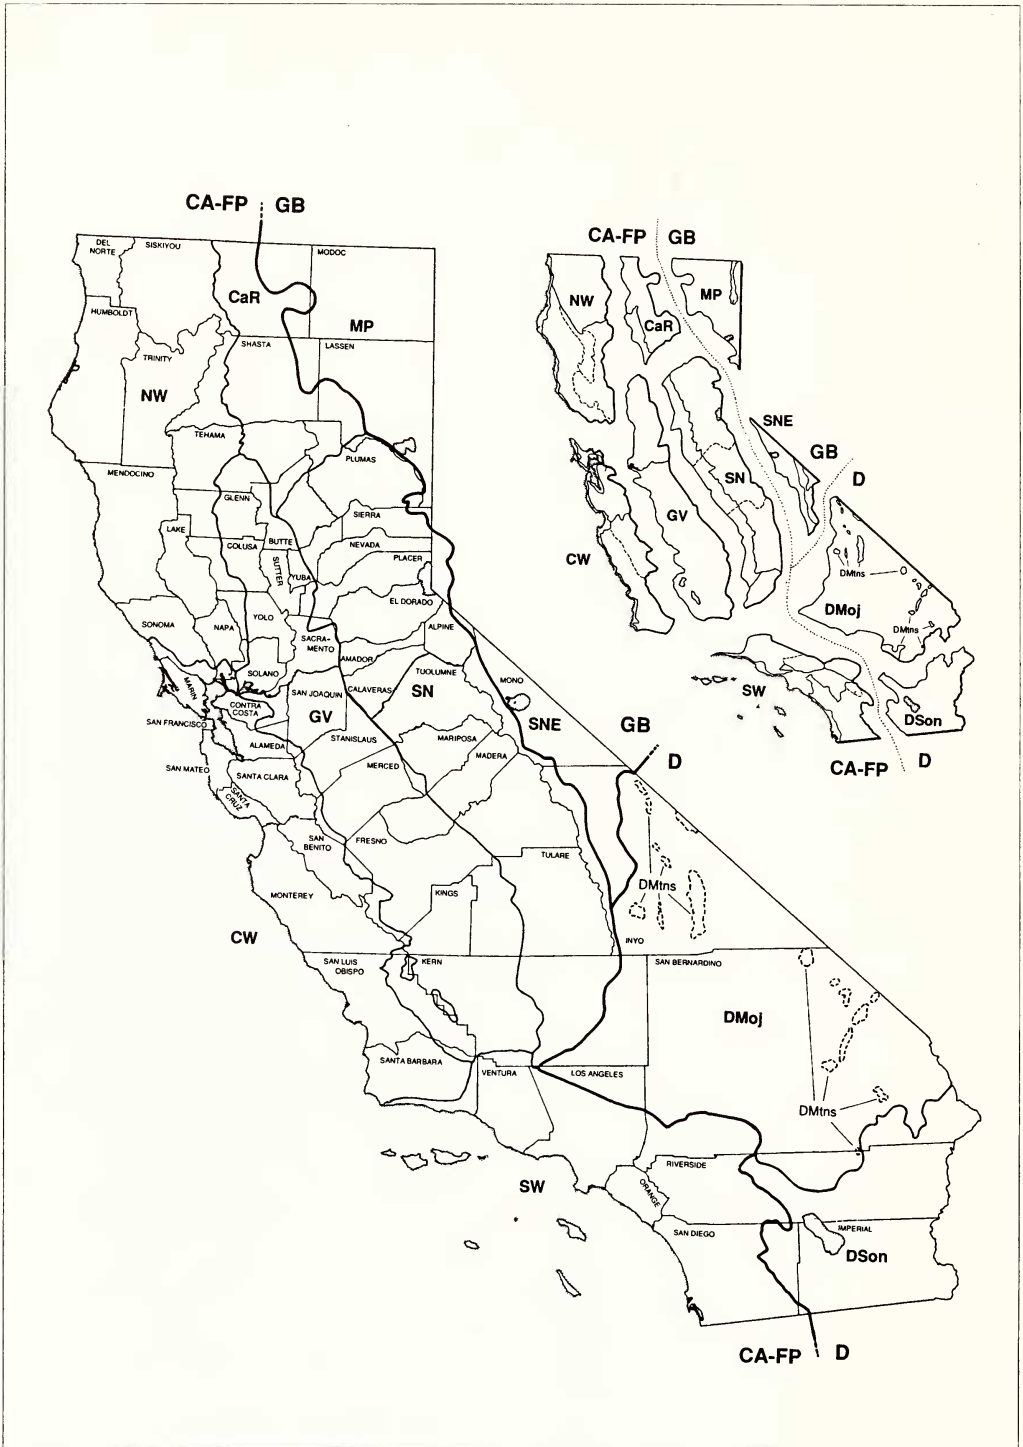 CA-FP GB
DEL
NORTE
SISKIYOU
MODOC
CaR
MP
HUMBOLDT
SHASTA
LASSEN
TRINITY
NW
TEHAMA
PLUMAS
MENDOCINO
GLENN
SIERRA
LAKE
BUTTE
COLUSA
NEVADA
PLACER
SUTTER
YUBA
EL DORADO
SONOMA
NAPA
YOLO
SACRA-
MENTO
ALPINE
AMADOR
SOLANO
TUOLUMNE
MARIN
SAN JOAQUIN
CALAVERAS
SN
MONO
CONTRA
COSTA
GV
SAN FRANCISCO
SNE
GB
D
ALAMEDA
STANISLAUS
MARIPOSA
MADERA
SAN MATEO
SANTA CLARA
MERCED
SANTA
CRUZ
SAN
BENITO
FRESNO
TULARE
DMtns
MONTEREY
KINGS
CW
INYO
SAN LUIS
OBISPO
KERN
SAN BERNARDINO
DMoj
SANTA BARBARA
VENTURA
LOS ANGELES
DMtns
RIVERSIDE
ORANGE
SW
SAN DIEGO
IMPERIAL
DSon
CA-FP D
CA-FP GB
NW
MP
CaR
SNE
GB
D
SN
GV
CW
DMtns
DMoj
DMtns
SW
DSon
CA-FP D